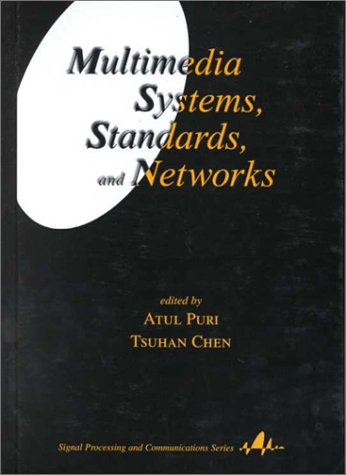 Multimedia
Systems,
Standards,
and Networks
edited by
ATUL PURI
TSUHAN CHEN
Signal Processing and Communications Series